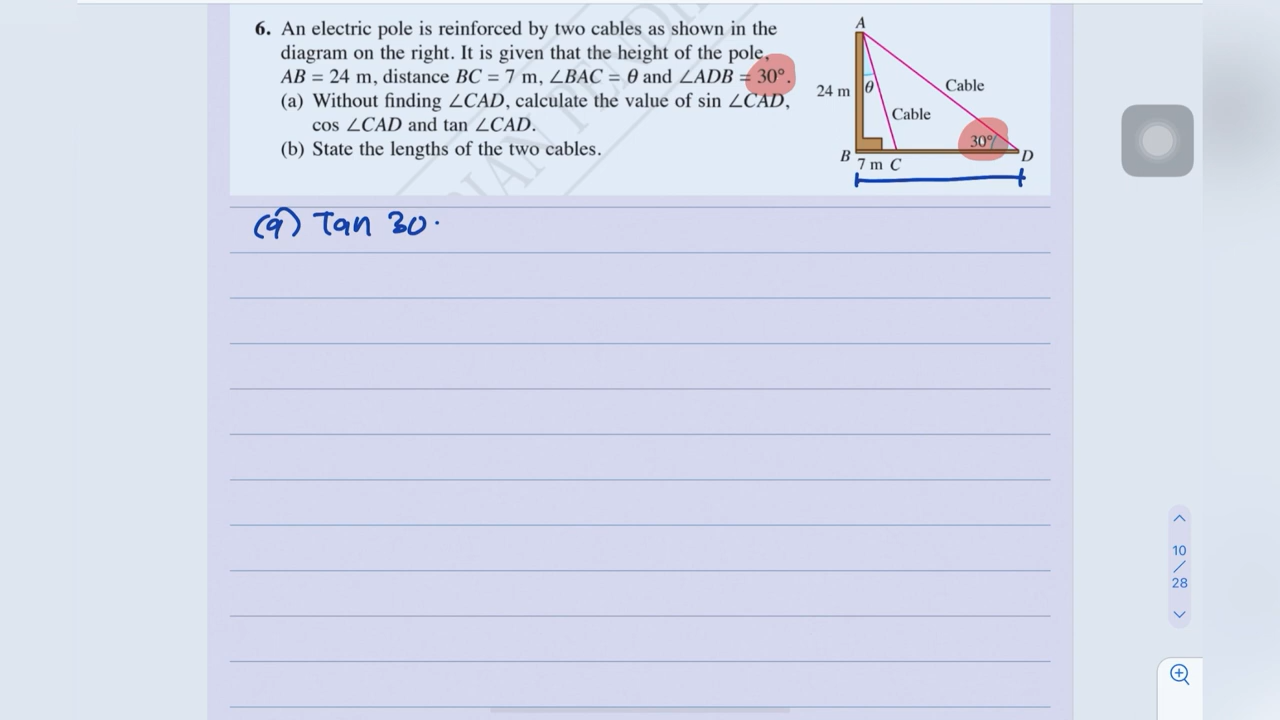 6. An electric pole is reinforced by two cables as shown in the
diagram on the right. It is given that the height of the pole,
AB = 24 m, distance BC = 7 m, ∠BAC = θ and ∠ADB = 30°.
(a) Without finding ∠CAD, calculate the value of sin ∠CAD,
cos ∠CAD and tan ∠CAD.
(b) State the lengths of the two cables.
A
24 m
θ
Cable
Cable
30°
B
7 m
C
D
(a) Tan 30
10
/
28